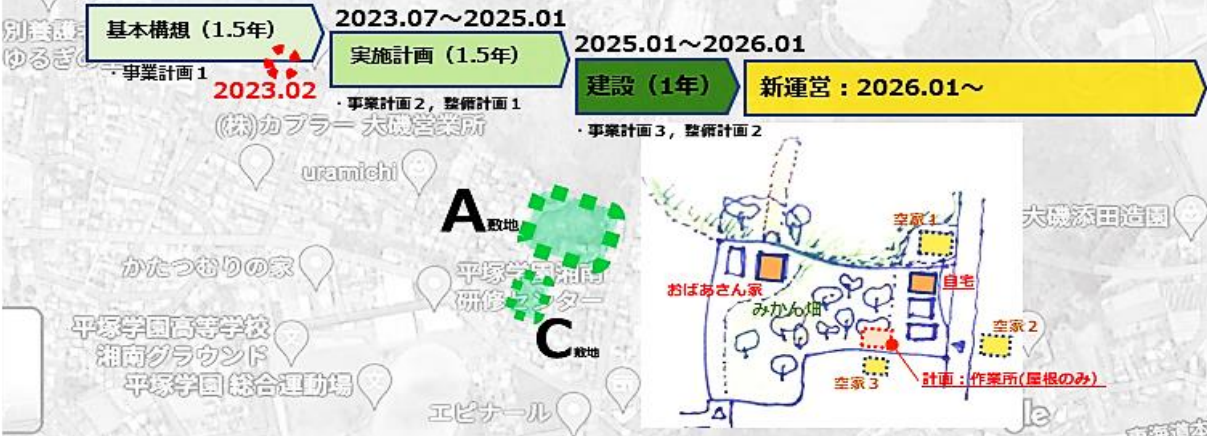 基本構想（1.5年）
・事業計画１
2023.02
2023.07～2025.01
実施計画（1.5年）
・事業計画２，整備計画１
2025.01～2026.01
建設（1年）
・事業計画３，整備計画２
新運営：2026.01～
(株)カプラー 大磯営業所
uramichi
A敷地
かたつむりの家
平塚学園湘南
研修センター
C敷地
平塚学園高等学校
湘南グラウンド
平塚学園 総合運動場
エピナール
大磯添田造園
空家１
おばあさん家
自宅
みかん畑
空家２
空家３
計画：作業所(屋根のみ)